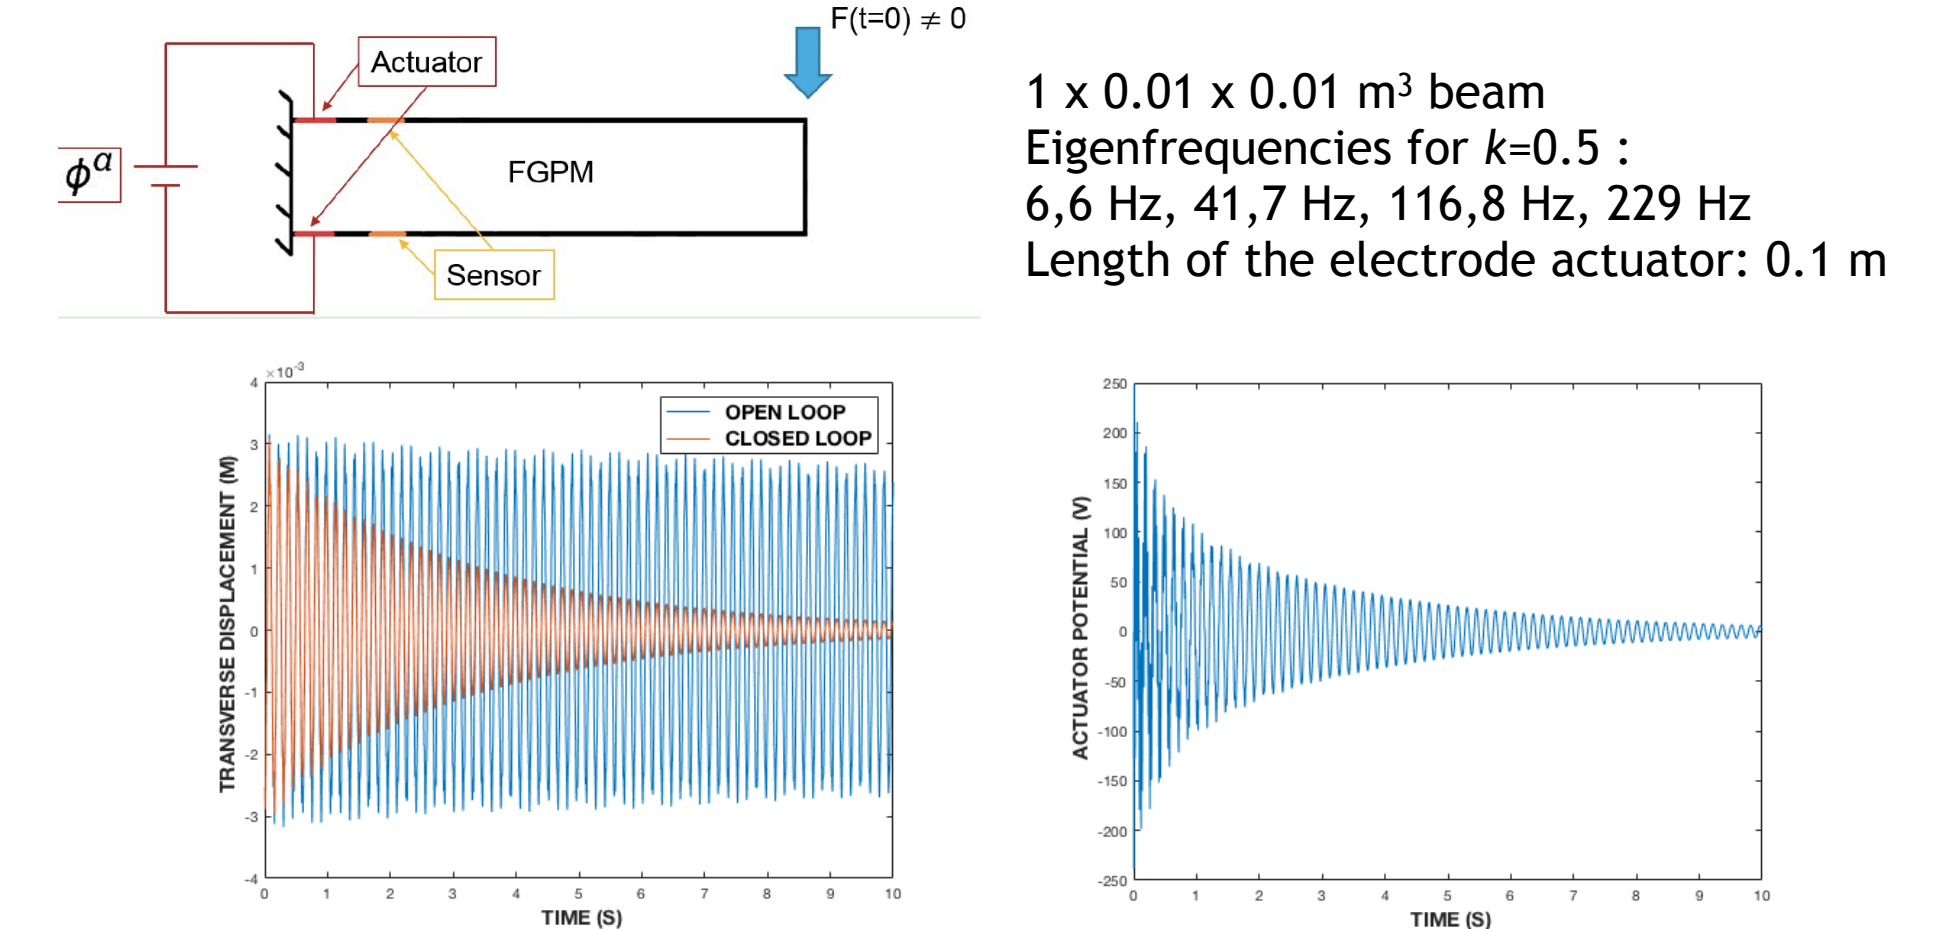 F(t=0) ≠ 0
Actuator
ϕᵃ
FGPM
Sensor
1 x 0.01 x 0.01 m³ beam
Eigenfrequencies for k=0.5 :
6,6 Hz, 41,7 Hz, 116,8 Hz, 229 Hz
Length of the electrode actuator: 0.1 m
×10⁻³
4
3
2
1
0
-1
-2
-3
-4
TRANSVERSE DISPLACEMENT (M)
OPEN LOOP
CLOSED LOOP
0 1 2 3 4 5 6 7 8 9 10
TIME (S)
250
200
150
100
50
0
-50
-100
-150
-200
-250
ACTUATOR POTENTIAL (V)
0 1 2 3 4 5 6 7 8 9 10
TIME (S)